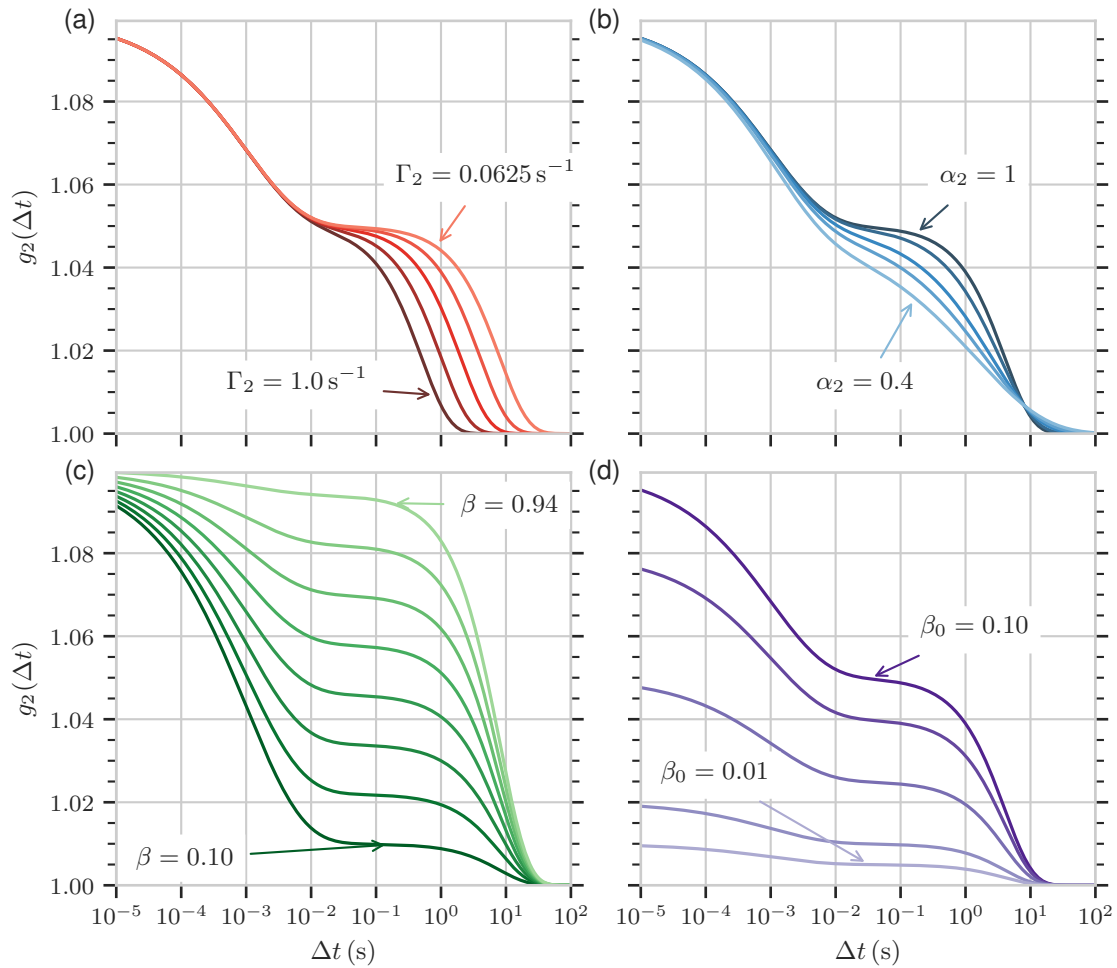 (a)
(b)
g₂(Δt)
1.08
1.06
1.04
1.02
1.00
Γ₂ = 0.0625 s⁻¹
Γ₂ = 1.0 s⁻¹
α₂ = 1
α₂ = 0.4
(c)
(d)
g₂(Δt)
1.08
1.06
1.04
1.02
1.00
β = 0.94
β = 0.10
β₀ = 0.10
β₀ = 0.01
10⁻⁵ 10⁻⁴ 10⁻³ 10⁻² 10⁻¹ 10⁰ 10¹ 10²
10⁻⁵ 10⁻⁴ 10⁻³ 10⁻² 10⁻¹ 10⁰ 10¹ 10²
Δt (s)
Δt (s)